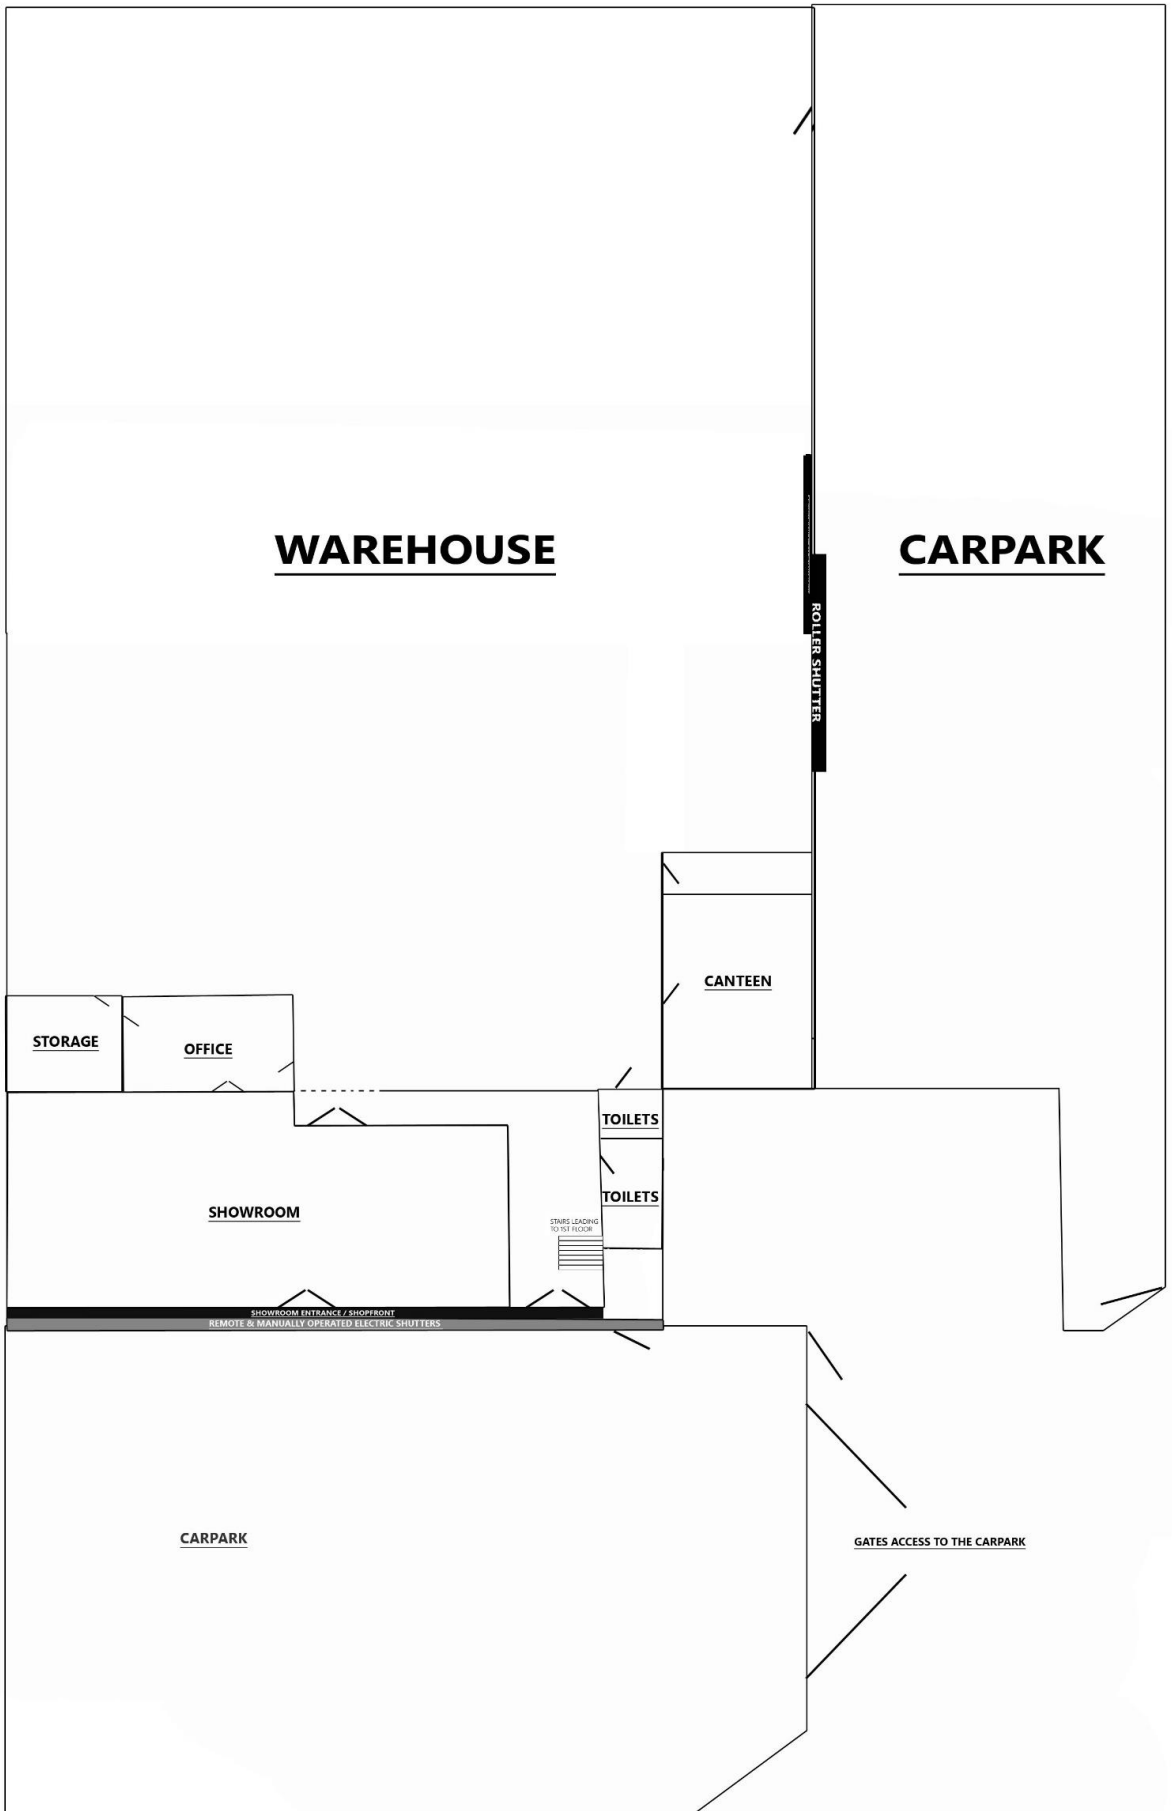 WAREHOUSE
CARPARK
ROLLER SHUTTER
CANTEEN
STORAGE
OFFICE
TOILETS
TOILETS
SHOWROOM
STAIRS LEADING
TO 1ST FLOOR
SHOWROOM ENTRANCE / SHOPFRONT
REMOTE & MANUALLY OPERATED ELECTRIC SHUTTERS
CARPARK
GATES ACCESS TO THE CARPARK